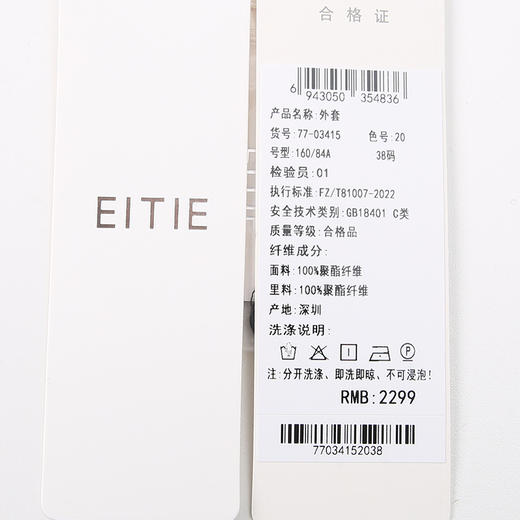 EITIE
合格证
6 943050 354836
产品名称:外套
货号:77-03415 色号:20
号型:160/84A 38码
检验员:01
执行标准:FZ/T81007-2022
安全技术类别:GB18401 C类
质量等级:合格品
纤维成分:
面料:100%聚酯纤维
里料:100%聚酯纤维
产地:深圳
洗涤说明:
P
注:分开洗涤、即洗即晾、不可浸泡!
RMB:2299
77034152038